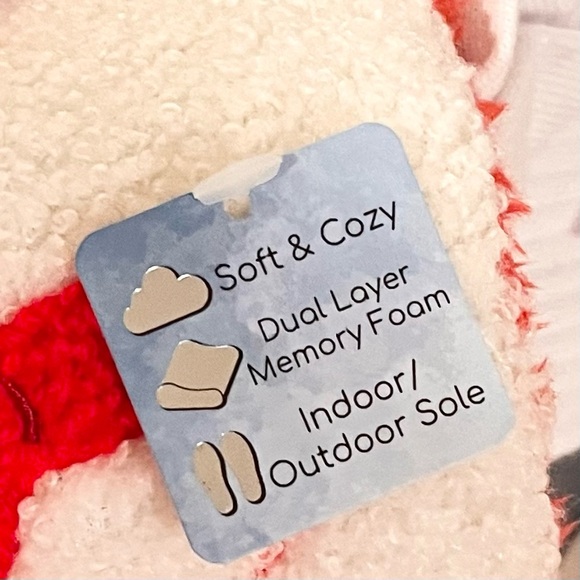 Soft & Cozy
Dual Layer
Memory Foam
Indoor/
Outdoor Sole